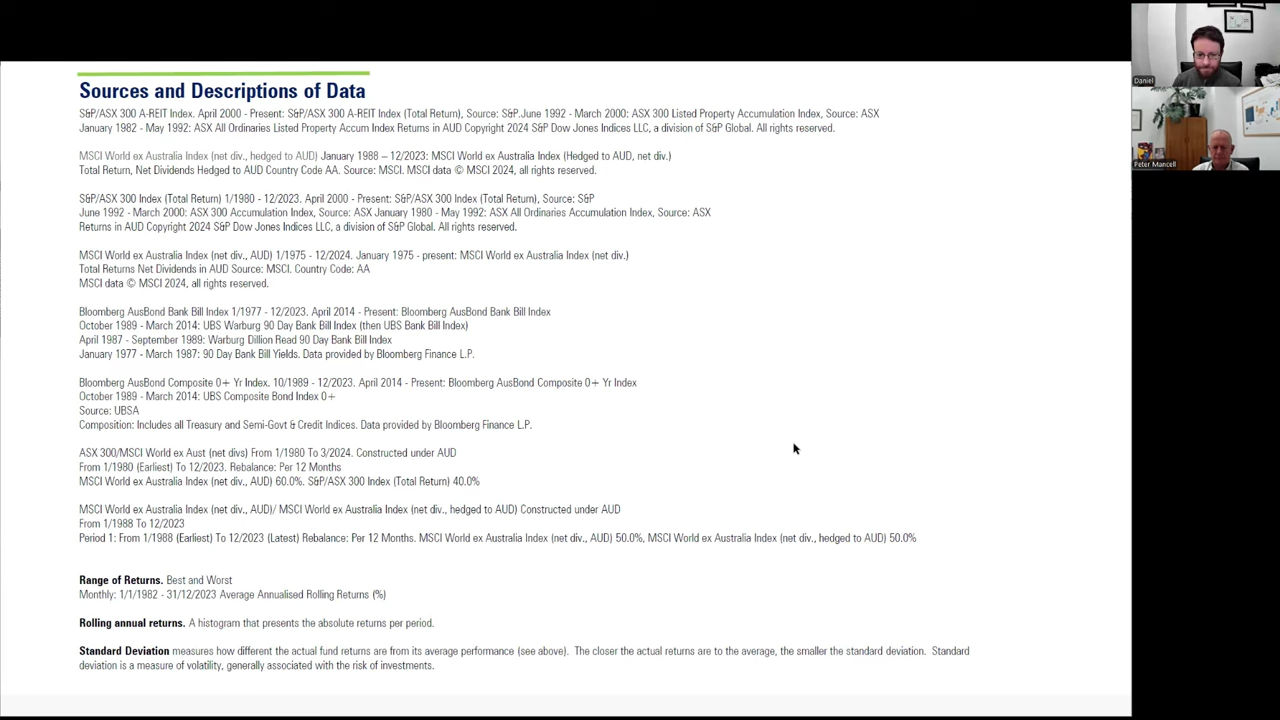 Sources and Descriptions of Data
S&P/ASX 300 A-REIT Index. April 2000 - Present: S&P/ASX 300 A-REIT Index (Total Return), Source: S&P.June 1992 - March 2000: ASX 300 Listed Property Accumulation Index, Source: ASX
January 1982 - May 1992: ASX All Ordinaries Listed Property Accum Index Returns in AUD Copyright 2024 S&P Dow Jones Indices LLC, a division of S&P Global. All rights reserved.
MSCI World ex Australia Index (net div., hedged to AUD) January 1988 – 12/2023: MSCI World ex Australia Index (Hedged to AUD, net div.)
Total Return, Net Dividends Hedged to AUD Country Code AA. Source: MSCI. MSCI data © MSCI 2024, all rights reserved.
S&P/ASX 300 Index (Total Return) 1/1980 - 12/2023. April 2000 - Present: S&P/ASX 300 Index (Total Return), Source: S&P
June 1992 - March 2000: ASX 300 Accumulation Index, Source: ASX January 1980 - May 1992: ASX All Ordinaries Accumulation Index, Source: ASX
Returns in AUD Copyright 2024 S&P Dow Jones Indices LLC, a division of S&P Global. All rights reserved.
MSCI World ex Australia Index (net div., AUD) 1/1975 - 12/2024. January 1975 - present: MSCI World ex Australia Index (net div.)
Total Returns Net Dividends in AUD Source: MSCI. Country Code: AA
MSCI data © MSCI 2024, all rights reserved.
Bloomberg AusBond Bank Bill Index 1/1977 - 12/2023. April 2014 - Present: Bloomberg AusBond Bank Bill Index
October 1989 - March 2014: UBS Warburg 90 Day Bank Bill Index (then UBS Bank Bill Index)
April 1987 - September 1989: Warburg Dillion Read 90 Day Bank Bill Index
January 1977 - March 1987: 90 Day Bank Bill Yields. Data provided by Bloomberg Finance L.P.
Bloomberg AusBond Composite 0+ Yr Index. 10/1989 - 12/2023. April 2014 - Present: Bloomberg AusBond Composite 0+ Yr Index
October 1989 - March 2014: UBS Composite Bond Index 0+
Source: UBSA
Composition: Includes all Treasury and Semi-Govt & Credit Indices. Data provided by Bloomberg Finance L.P.
ASX 300/MSCI World ex Aust (net divs) From 1/1980 To 3/2024. Constructed under AUD
From 1/1980 (Earliest) To 12/2023. Rebalance: Per 12 Months
MSCI World ex Australia Index (net div., AUD) 60.0%. S&P/ASX 300 Index (Total Return) 40.0%
MSCI World ex Australia Index (net div., AUD)/ MSCI World ex Australia Index (net div., hedged to AUD) Constructed under AUD
From 1/1988 To 12/2023
Period 1: From 1/1988 (Earliest) To 12/2023 (Latest) Rebalance: Per 12 Months. MSCI World ex Australia Index (net div., AUD) 50.0%, MSCI World ex Australia Index (net div., hedged to AUD) 50.0%
Range of Returns. Best and Worst
Monthly: 1/1/1982 - 31/12/2023 Average Annualised Rolling Returns (%)
Rolling annual returns. A histogram that presents the absolute returns per period.
Standard Deviation measures how different the actual fund returns are from its average performance (see above). The closer the actual returns are to the average, the smaller the standard deviation. Standard
deviation is a measure of volatility, generally associated with the risk of investments.
Daniel
Peter Mancell